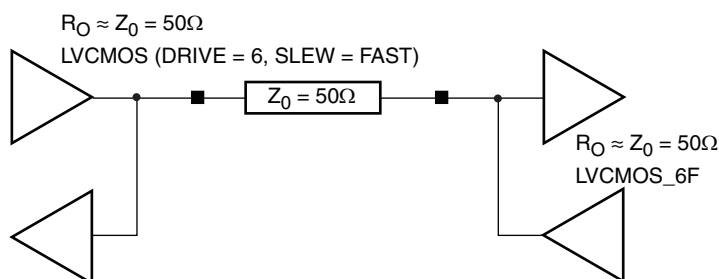 R_O ≈ Z_0 = 50Ω
LVCMOS (DRIVE = 6, SLEW = FAST)
Z_0 = 50Ω
R_O ≈ Z_0 = 50Ω
LVCMOS_6F